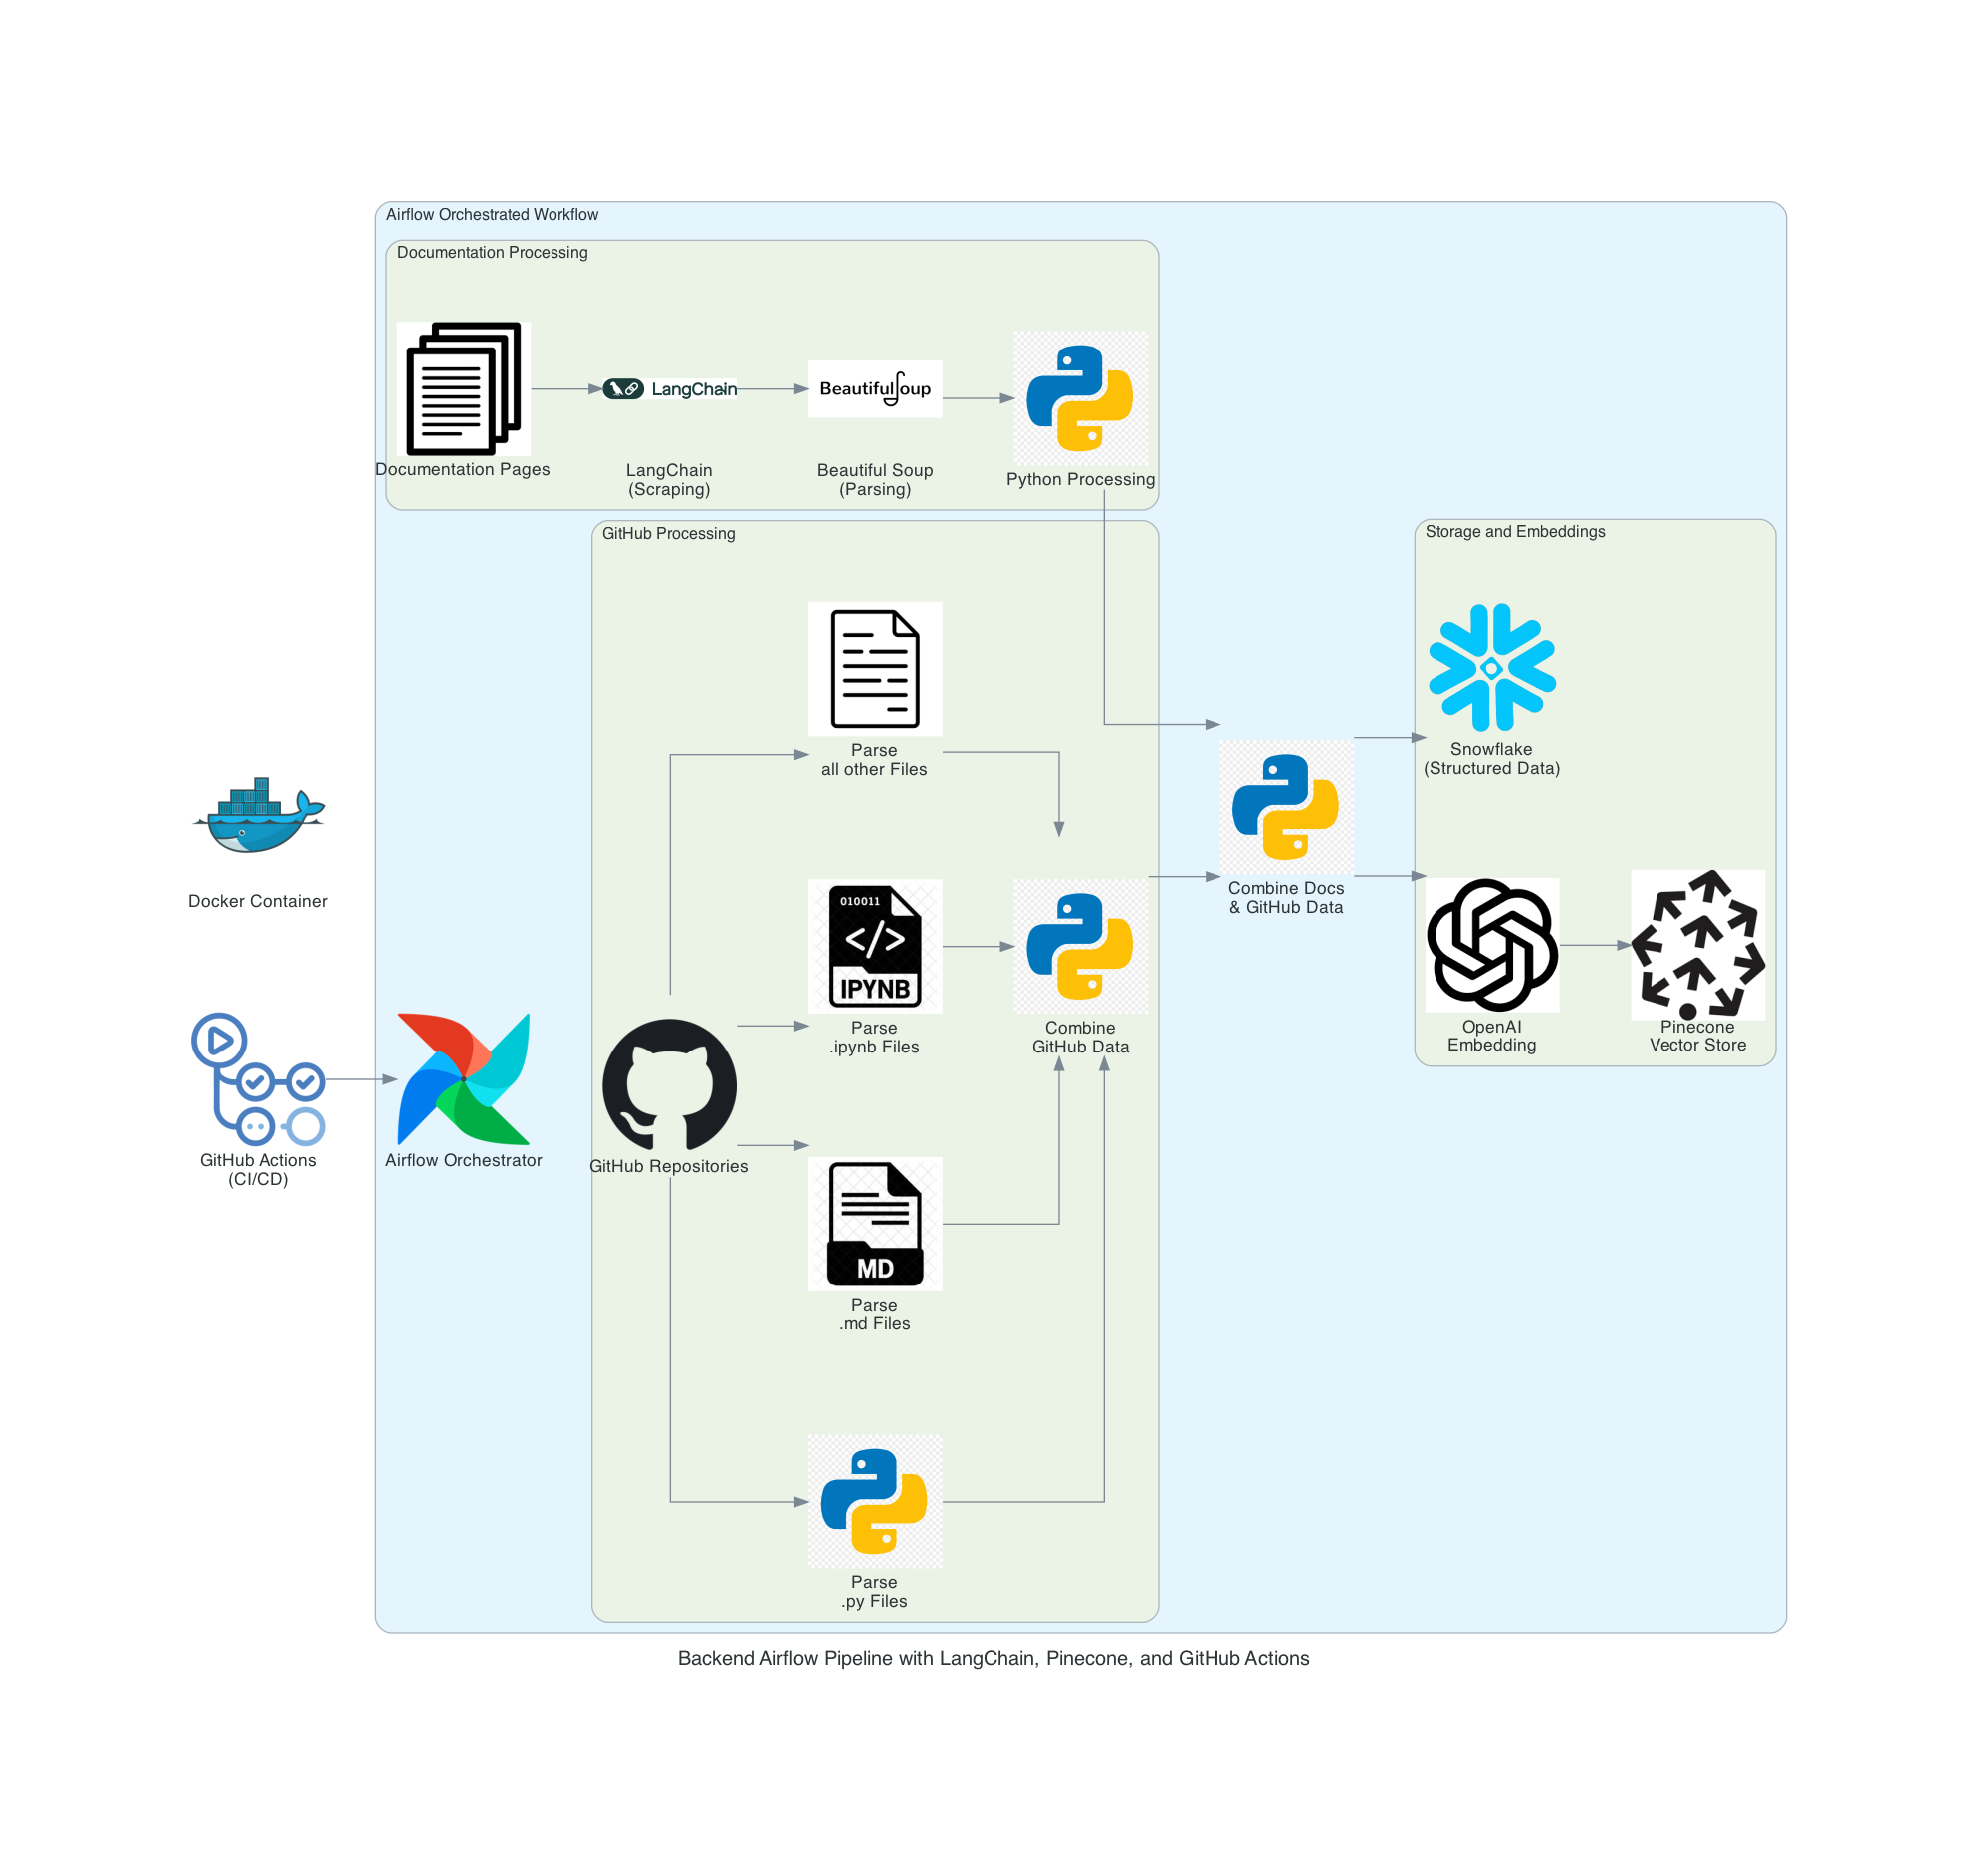 Airflow Orchestrated Workflow
Documentation Processing
LangChain
BeautifulSoup
Documentation Pages
LangChain
(Scraping)
Beautiful Soup
(Parsing)
Python Processing
GitHub Processing
Storage and Embeddings
Parse
all other Files
Snowflake
(Structured Data)
Docker Container
010011
</>
IPYNB
Combine Docs
& GitHub Data
Parse
.ipynb Files
Combine
GitHub Data
OpenAI
Embedding
Pinecone
Vector Store
GitHub Actions
(CI/CD)
Airflow Orchestrator
GitHub Repositories
MD
Parse
.md Files
Parse
.py Files
Backend Airflow Pipeline with LangChain, Pinecone, and GitHub Actions